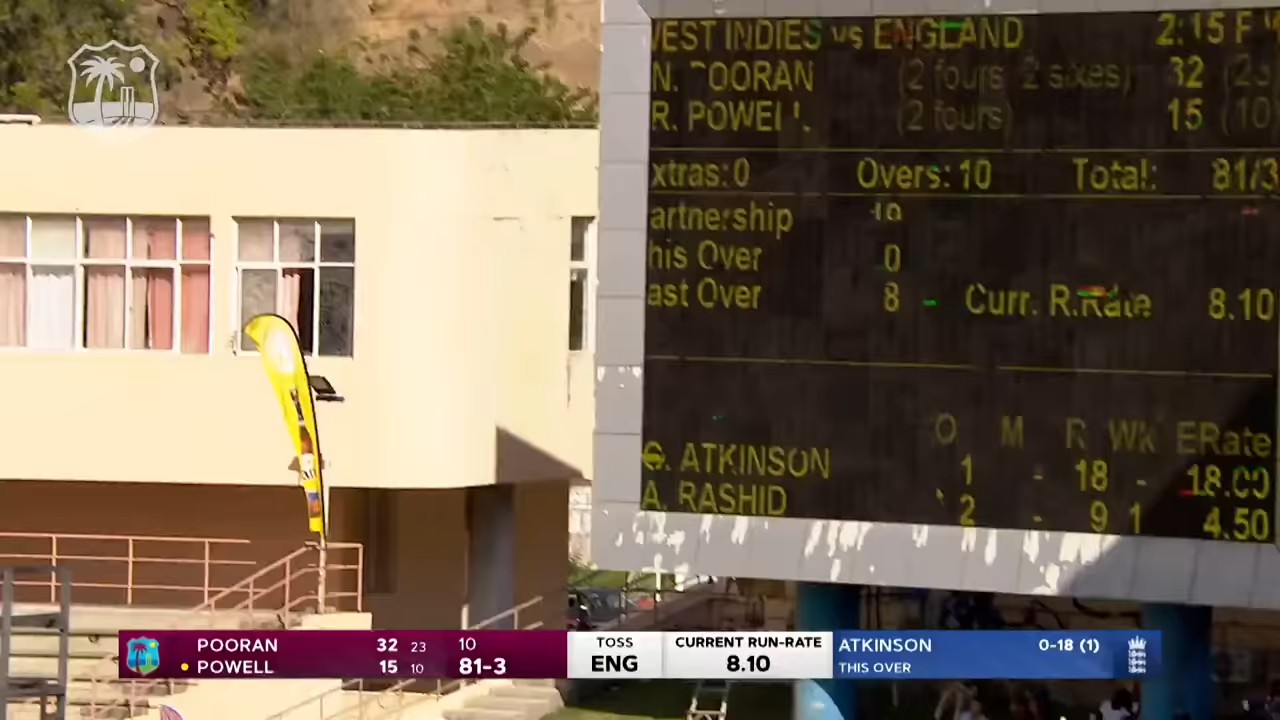 WEST INDIES vs ENGLAND 2:15 P
N. POORAN (2 fours 2 sixes) 32 (23
R. POWELL (2 fours) 15 (10)
xtras: 0 Overs: 10 Total: 81/3
artnership 10
his Over 0
ast Over 8 Curr. R.Rate 8.10
O M R Wk ERate
G. ATKINSON 1 - 18 - 18.00
A. RASHID 2 - 9 1 4.50
POORAN 32 23 10
POWELL 15 10 81-3
TOSS
ENG
CURRENT RUN-RATE
8.10
ATKINSON 0-18 (1)
THIS OVER